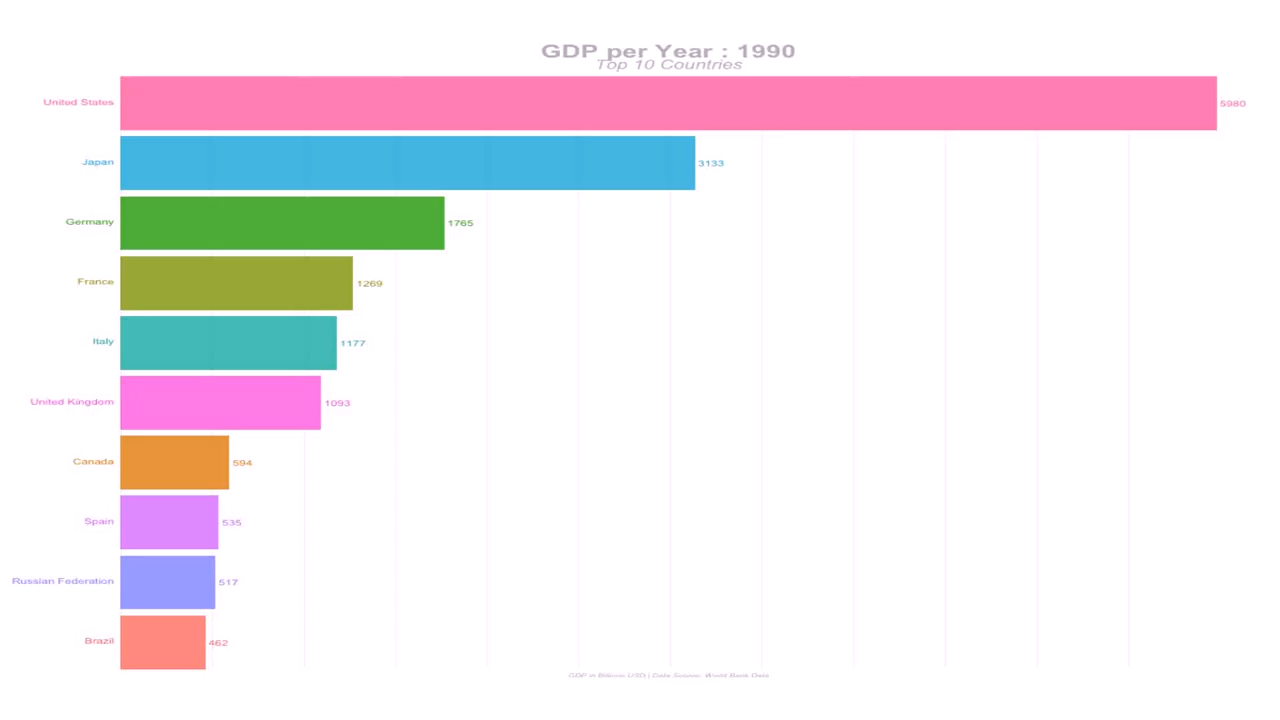 GDP per Year : 1990
Top 10 Countries
United States 5980
Japan 3133
Germany 1765
France 1269
Italy 1177
United Kingdom 1093
Canada 594
Spain 535
Russian Federation 517
Brazil 462
GDP in Billions USD | Data Source: World Bank Data